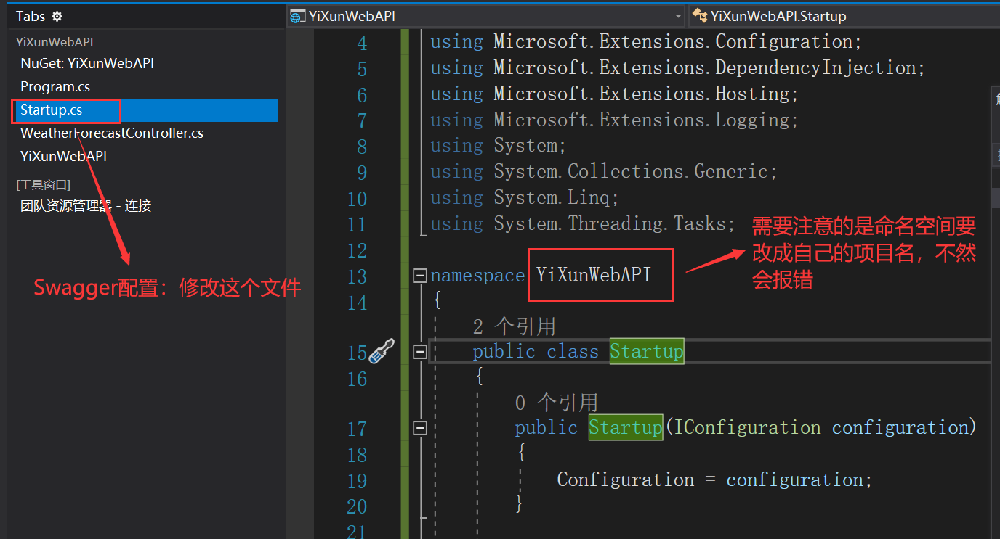 Tabs
YiXunWebAPI
NuGet: YiXunWebAPI
Program.cs
Startup.cs
WeatherForecastController.cs
YiXunWebAPI
[工具窗口]
团队资源管理器 - 连接
Swagger配置：修改这个文件
YiXunWebAPI
YiXunWebAPI.Startup
4 using Microsoft.Extensions.Configuration;
5 using Microsoft.Extensions.DependencyInjection;
6 using Microsoft.Extensions.Hosting;
7 using Microsoft.Extensions.Logging;
8 using System;
9 using System.Collections.Generic;
10 using System.Linq;
11 using System.Threading.Tasks;
12
13 namespace YiXunWebAPI
14 {
2 个引用
15 public class Startup
16 {
0 个引用
17 public Startup(IConfiguration configuration)
18 {
19 Configuration = configuration;
20 }
21
需要注意的是命名空间要
改成自己的项目名，不然
会报错